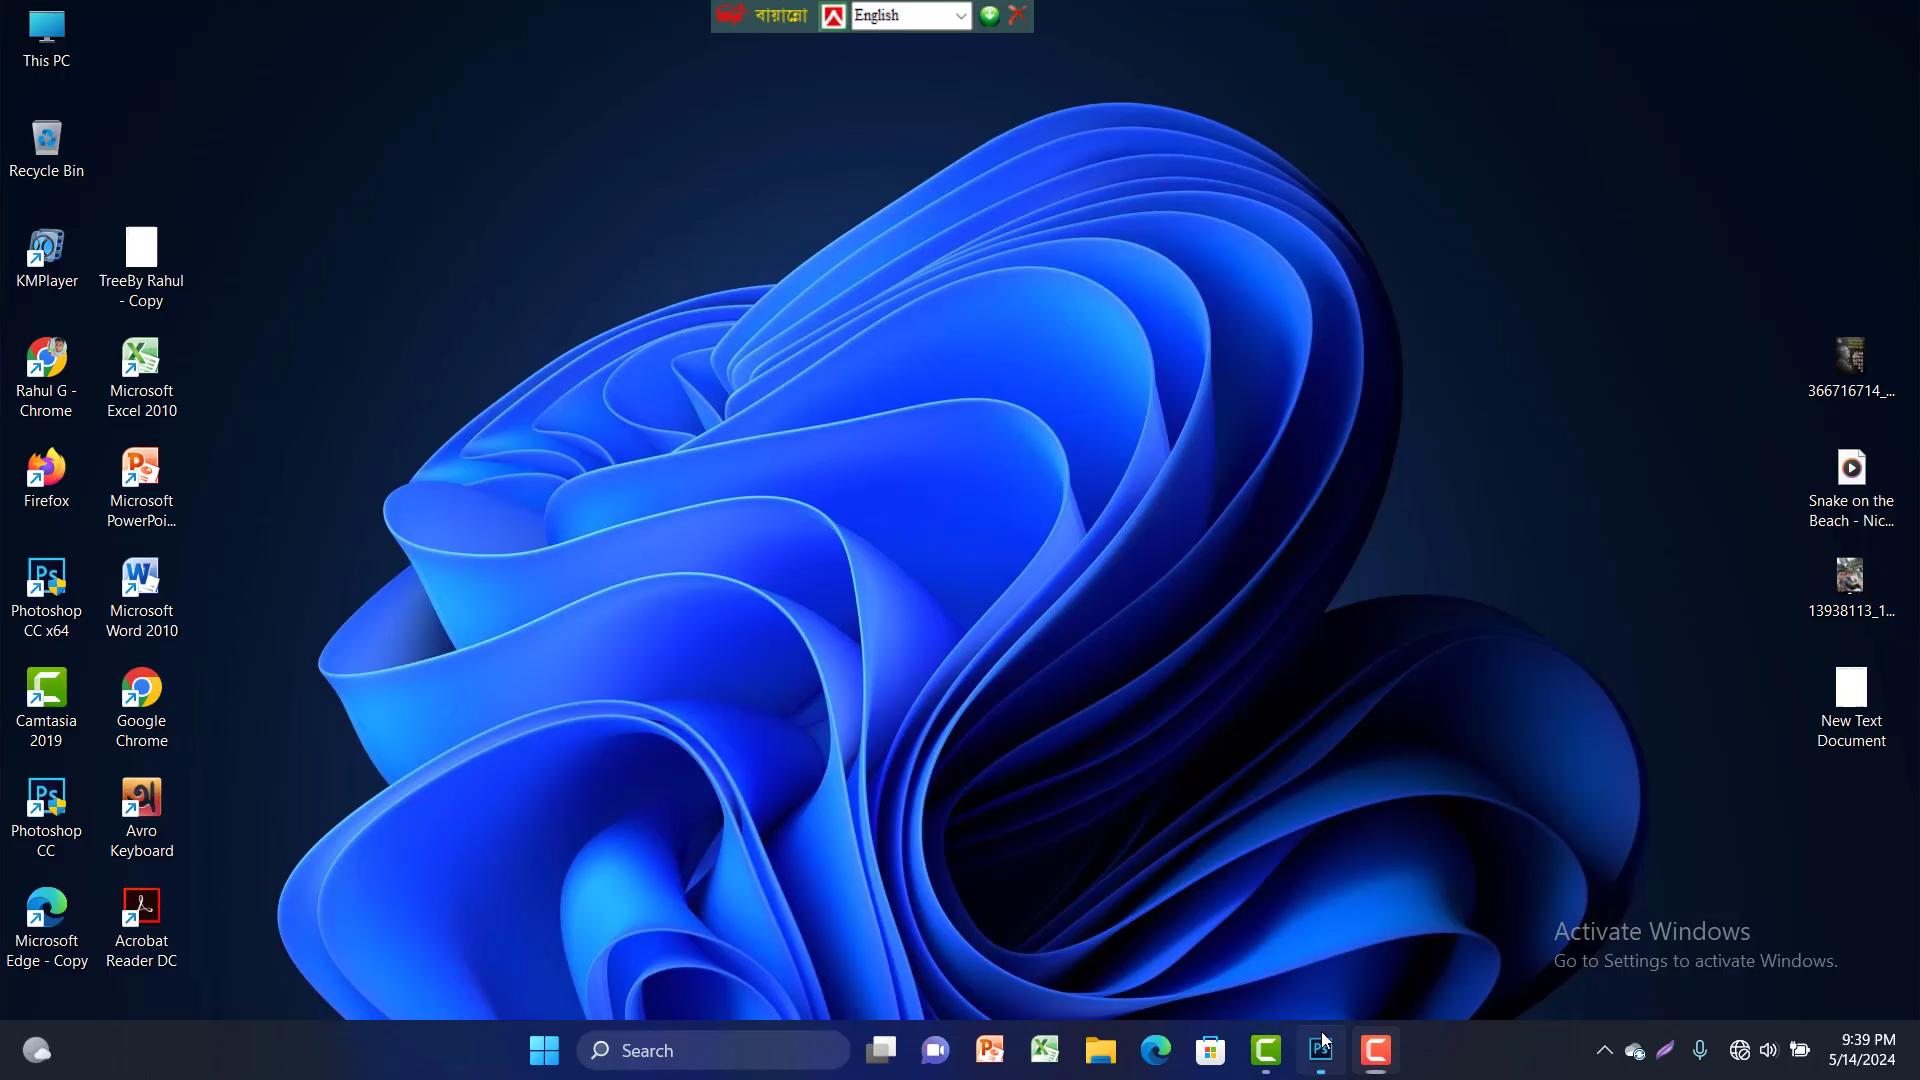 বায়ান্নো English
This PC
Recycle Bin
KMPlayer
TreeBy Rahul
- Copy
Rahul G -
Chrome
Microsoft
Excel 2010
Firefox
Microsoft
PowerPoi...
Photoshop
CC x64
Microsoft
Word 2010
Camtasia
2019
Google
Chrome
Photoshop
CC
Avro
Keyboard
Microsoft
Edge - Copy
Acrobat
Reader DC
366716714_...
Snake on the
Beach - Nic...
13938113_1...
New Text
Document
Activate Windows
Go to Settings to activate Windows.
Search
9:39 PM
5/14/2024